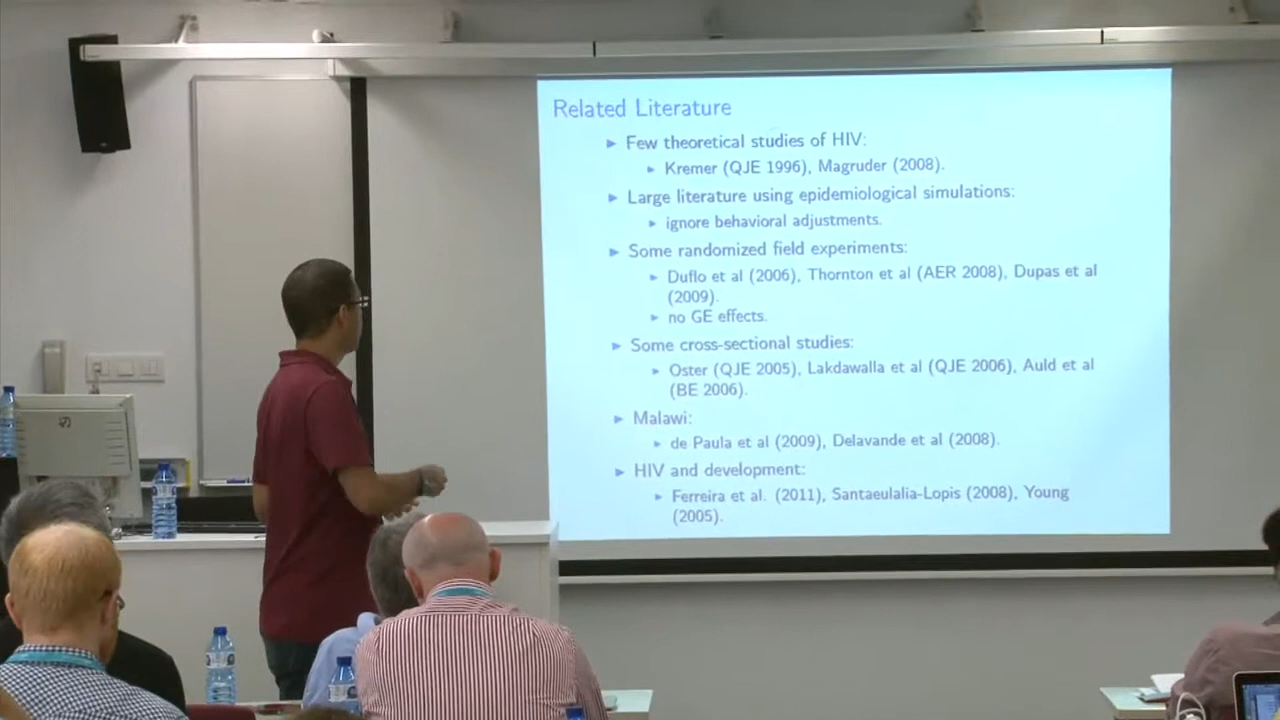 Related Literature
► Few theoretical studies of HIV:
► Kremer (QJE 1996), Magruder (2008).
► Large literature using epidemiological simulations:
► ignore behavioral adjustments.
► Some randomized field experiments:
► Duflo et al (2006), Thornton et al (AER 2008), Dupas et al
(2009).
► no GE effects.
► Some cross-sectional studies:
► Oster (QJE 2005), Lakdawalla et al (QJE 2006), Auld et al
(BE 2006).
► Malawi:
► de Paula et al (2009), Delavande et al (2008).
► HIV and development:
► Ferreira et al. (2011), Santaeulalia-Lopis (2008), Young
(2005).